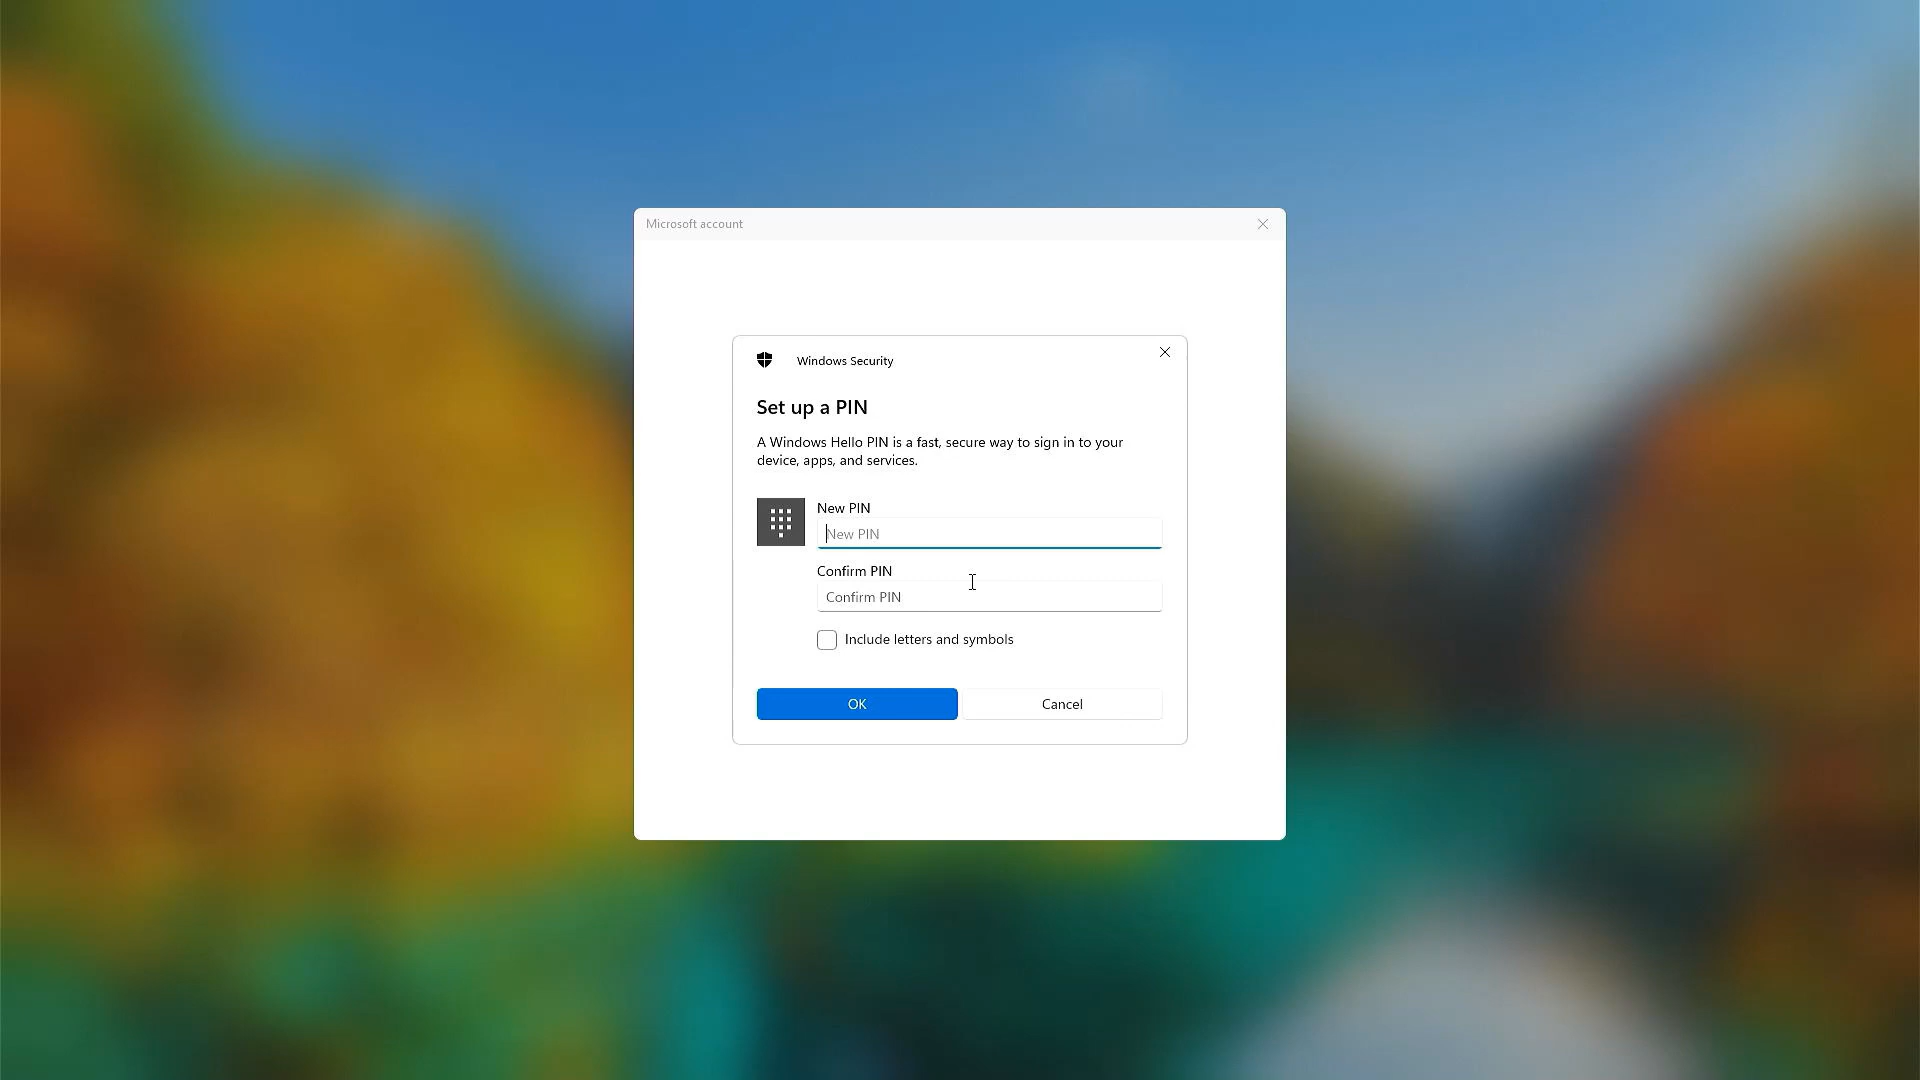 Microsoft account
Windows Security
Set up a PIN
A Windows Hello PIN is a fast, secure way to sign in to your
device, apps, and services.
New PIN
New PIN
Confirm PIN
Confirm PIN
Include letters and symbols
OK
Cancel